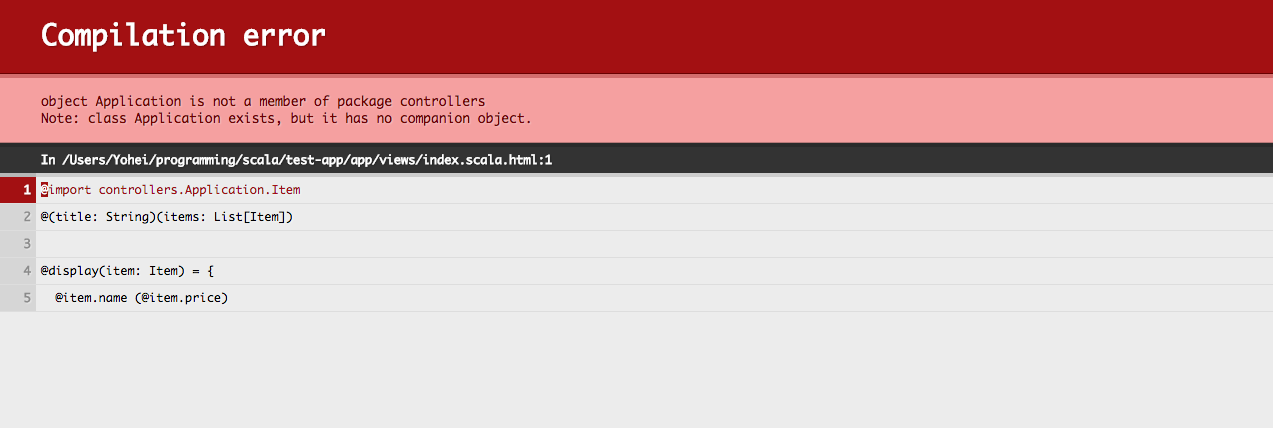 Compilation error
object Application is not a member of package controllers
Note: class Application exists, but it has no companion object.
In /Users/Yohei/programming/scala/test-app/app/views/index.scala.html:1
1 @import controllers.Application.Item
2 @(title: String)(items: List[Item])
3
4 @display(item: Item) = {
5   @item.name (@item.price)